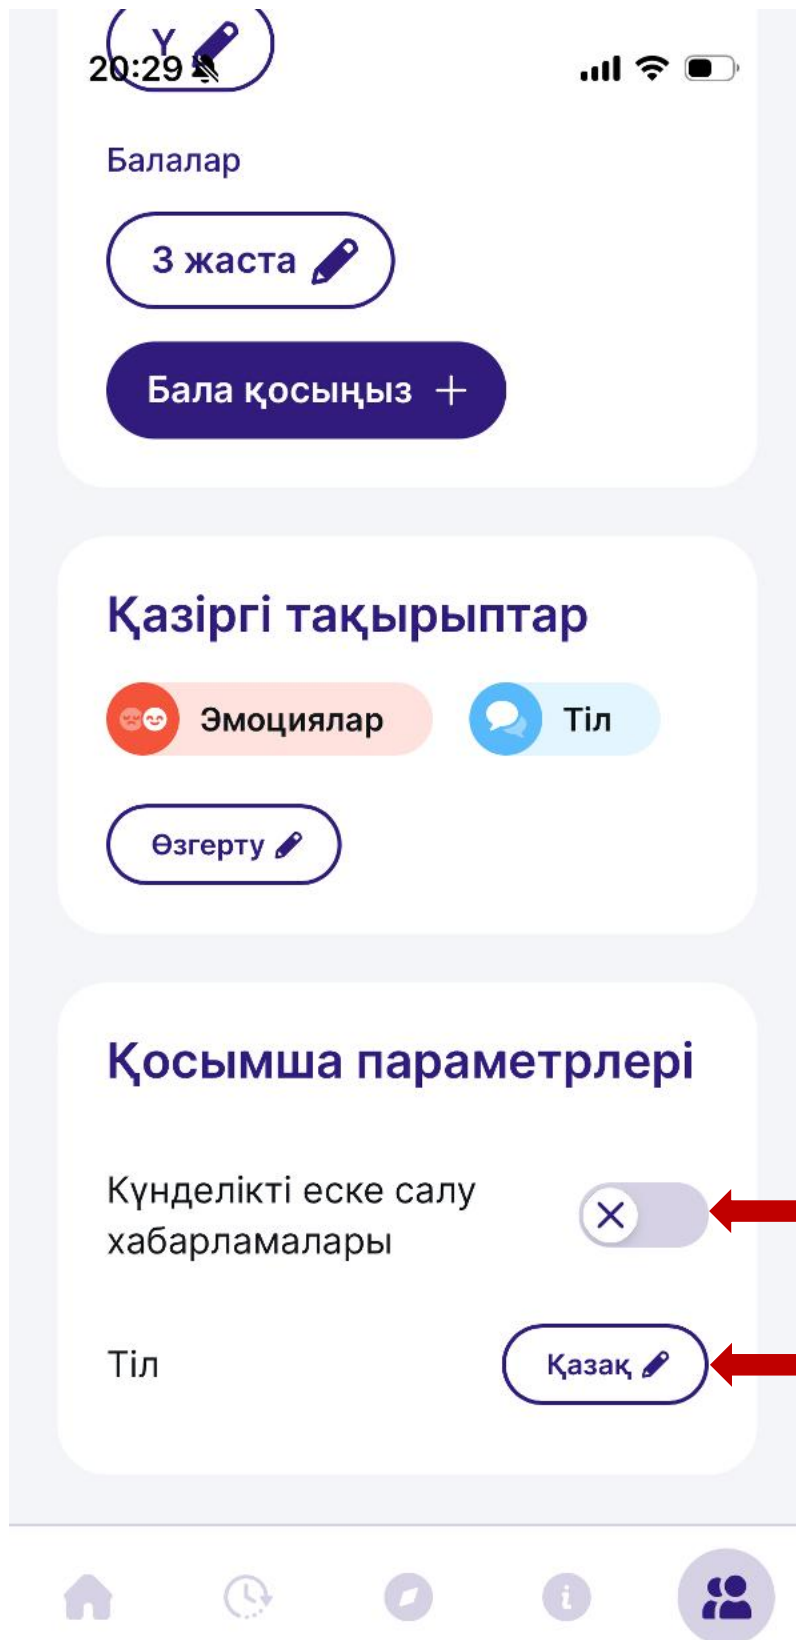 Ү
20:29
Балалар
3 жаста
Бала қосыңыз +
Қазіргі тақырыптар
Эмоциялар
Тіл
Өзгерту
Қосымша параметрлері
Күнделікті еске салу
хабарламалары
Тіл
Қазақ